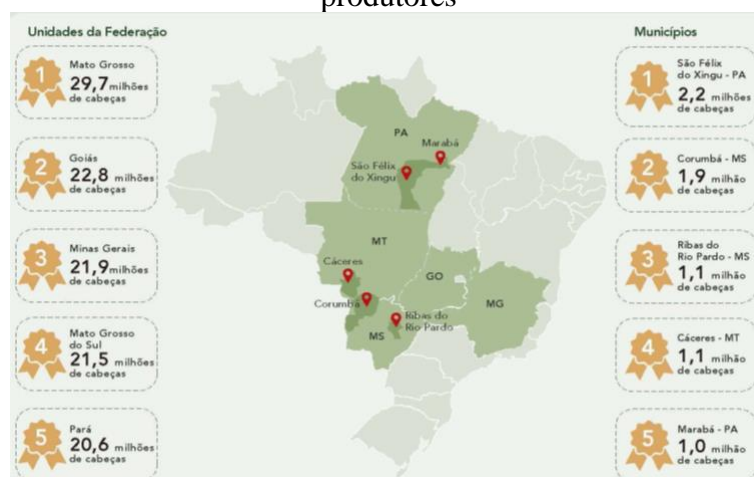 produtores
Unidades da Federação
1
Mato Grosso
29,7 milhões
de cabeças
2
Goiás
22,8 milhões
de cabeças
3
Minas Gerais
21,9 milhões
de cabeças
4
Mato Grosso
do Sul
21,5 milhões
de cabeças
5
Pará
20,6 milhões
de cabeças
PA
Marabá
São Félix
do Xingu
MT
Cáceres
GO
Corumbá
MG
Ribas do
Rio Pardo
MS
Municípios
1
São Félix
do Xingu - PA
2,2 milhões
de cabeças
2
Corumbá - MS
1,9 milhão
de cabeças
3
Ribas do
Rio Pardo - MS
1,1 milhão
de cabeças
4
Cáceres - MT
1,1 milhão
de cabeças
5
Marabá - PA
1,0 milhão
de cabeças